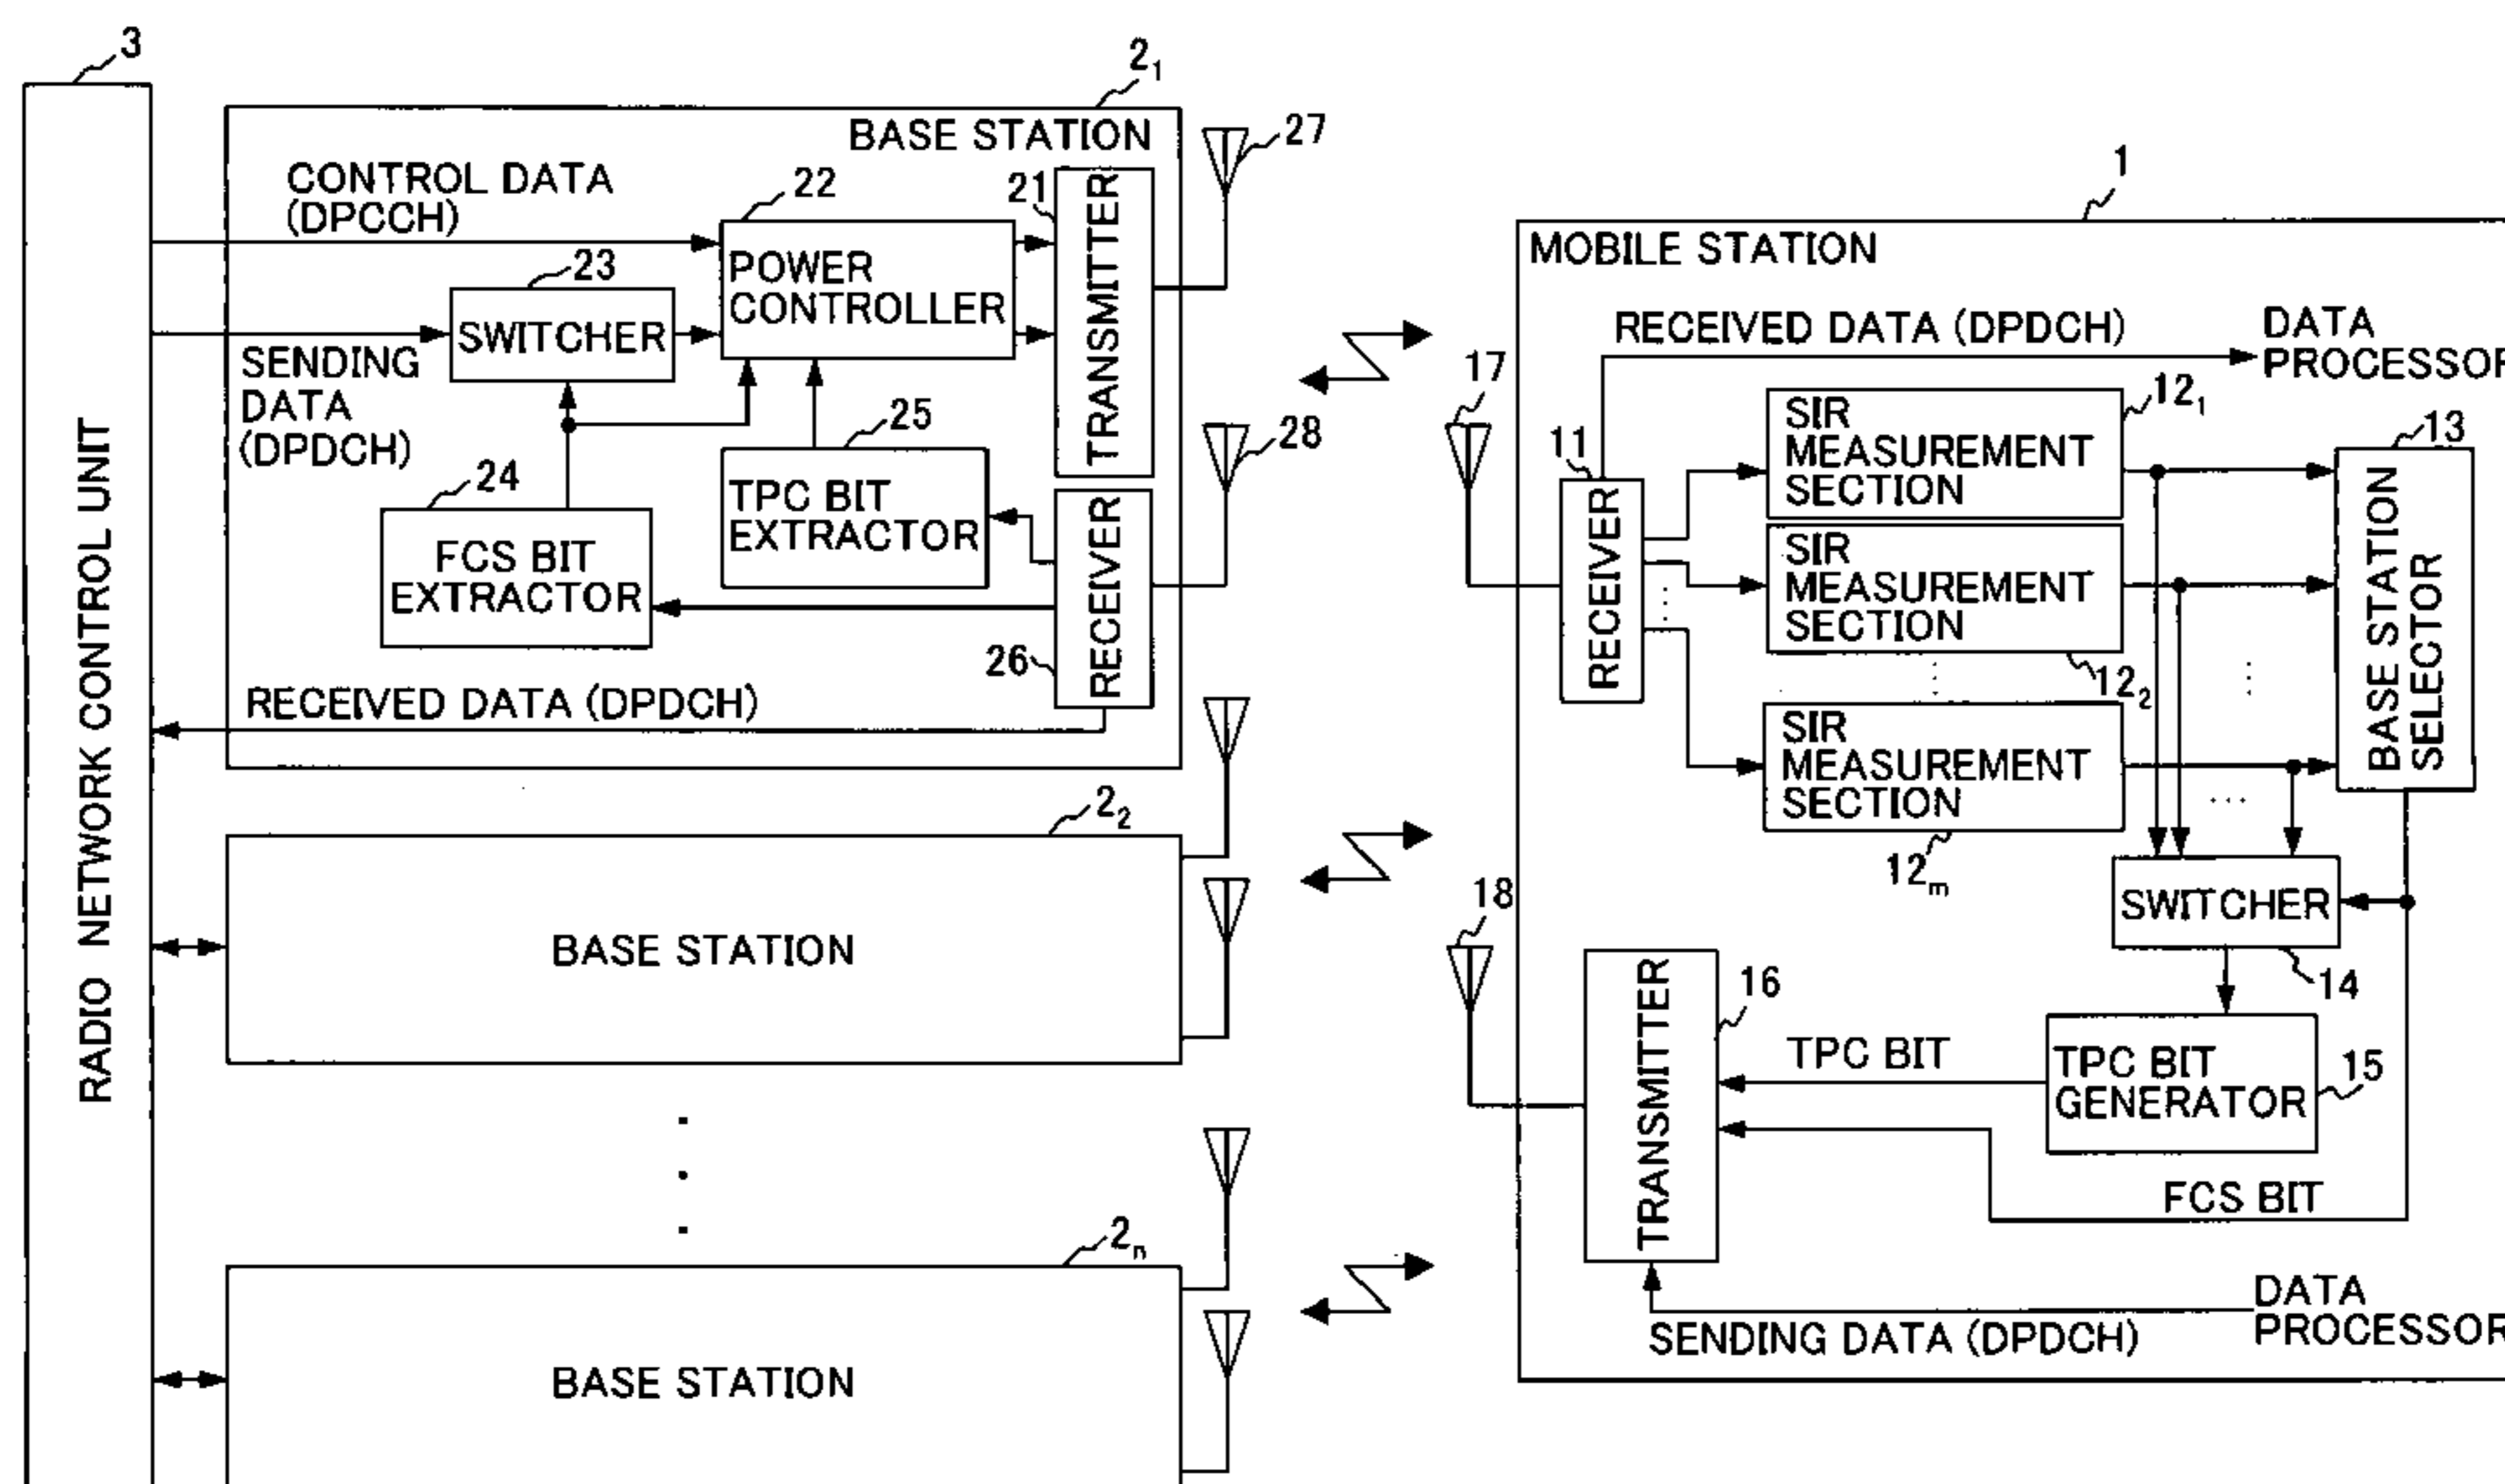 3
RADIO NETWORK CONTROL UNIT
2₁
BASE STATION
27
CONTROL DATA
(DPCCH)
22
21
TRANSMITTER
23
POWER
CONTROLLER
SWITCHER
SENDING
DATA
(DPDCH)
25
28
24
TPC BIT
EXTRACTOR
FCS BIT
EXTRACTOR
RECEIVER
26
RECEIVED DATA (DPDCH)
2₂
BASE STATION
2ₙ
BASE STATION
1
MOBILE STATION
RECEIVED DATA (DPDCH)
DATA
PROCESSOR
17
11
RECEIVER
SIR
MEASUREMENT
SECTION
12₁
13
BASE STATION
SELECTOR
SIR
MEASUREMENT
SECTION
12₂
SIR
MEASUREMENT
SECTION
12ₘ
18
SWITCHER
14
16
TRANSMITTER
TPC BIT
TPC BIT
GENERATOR
15
FCS BIT
DATA
PROCESSOR
SENDING DATA (DPDCH)